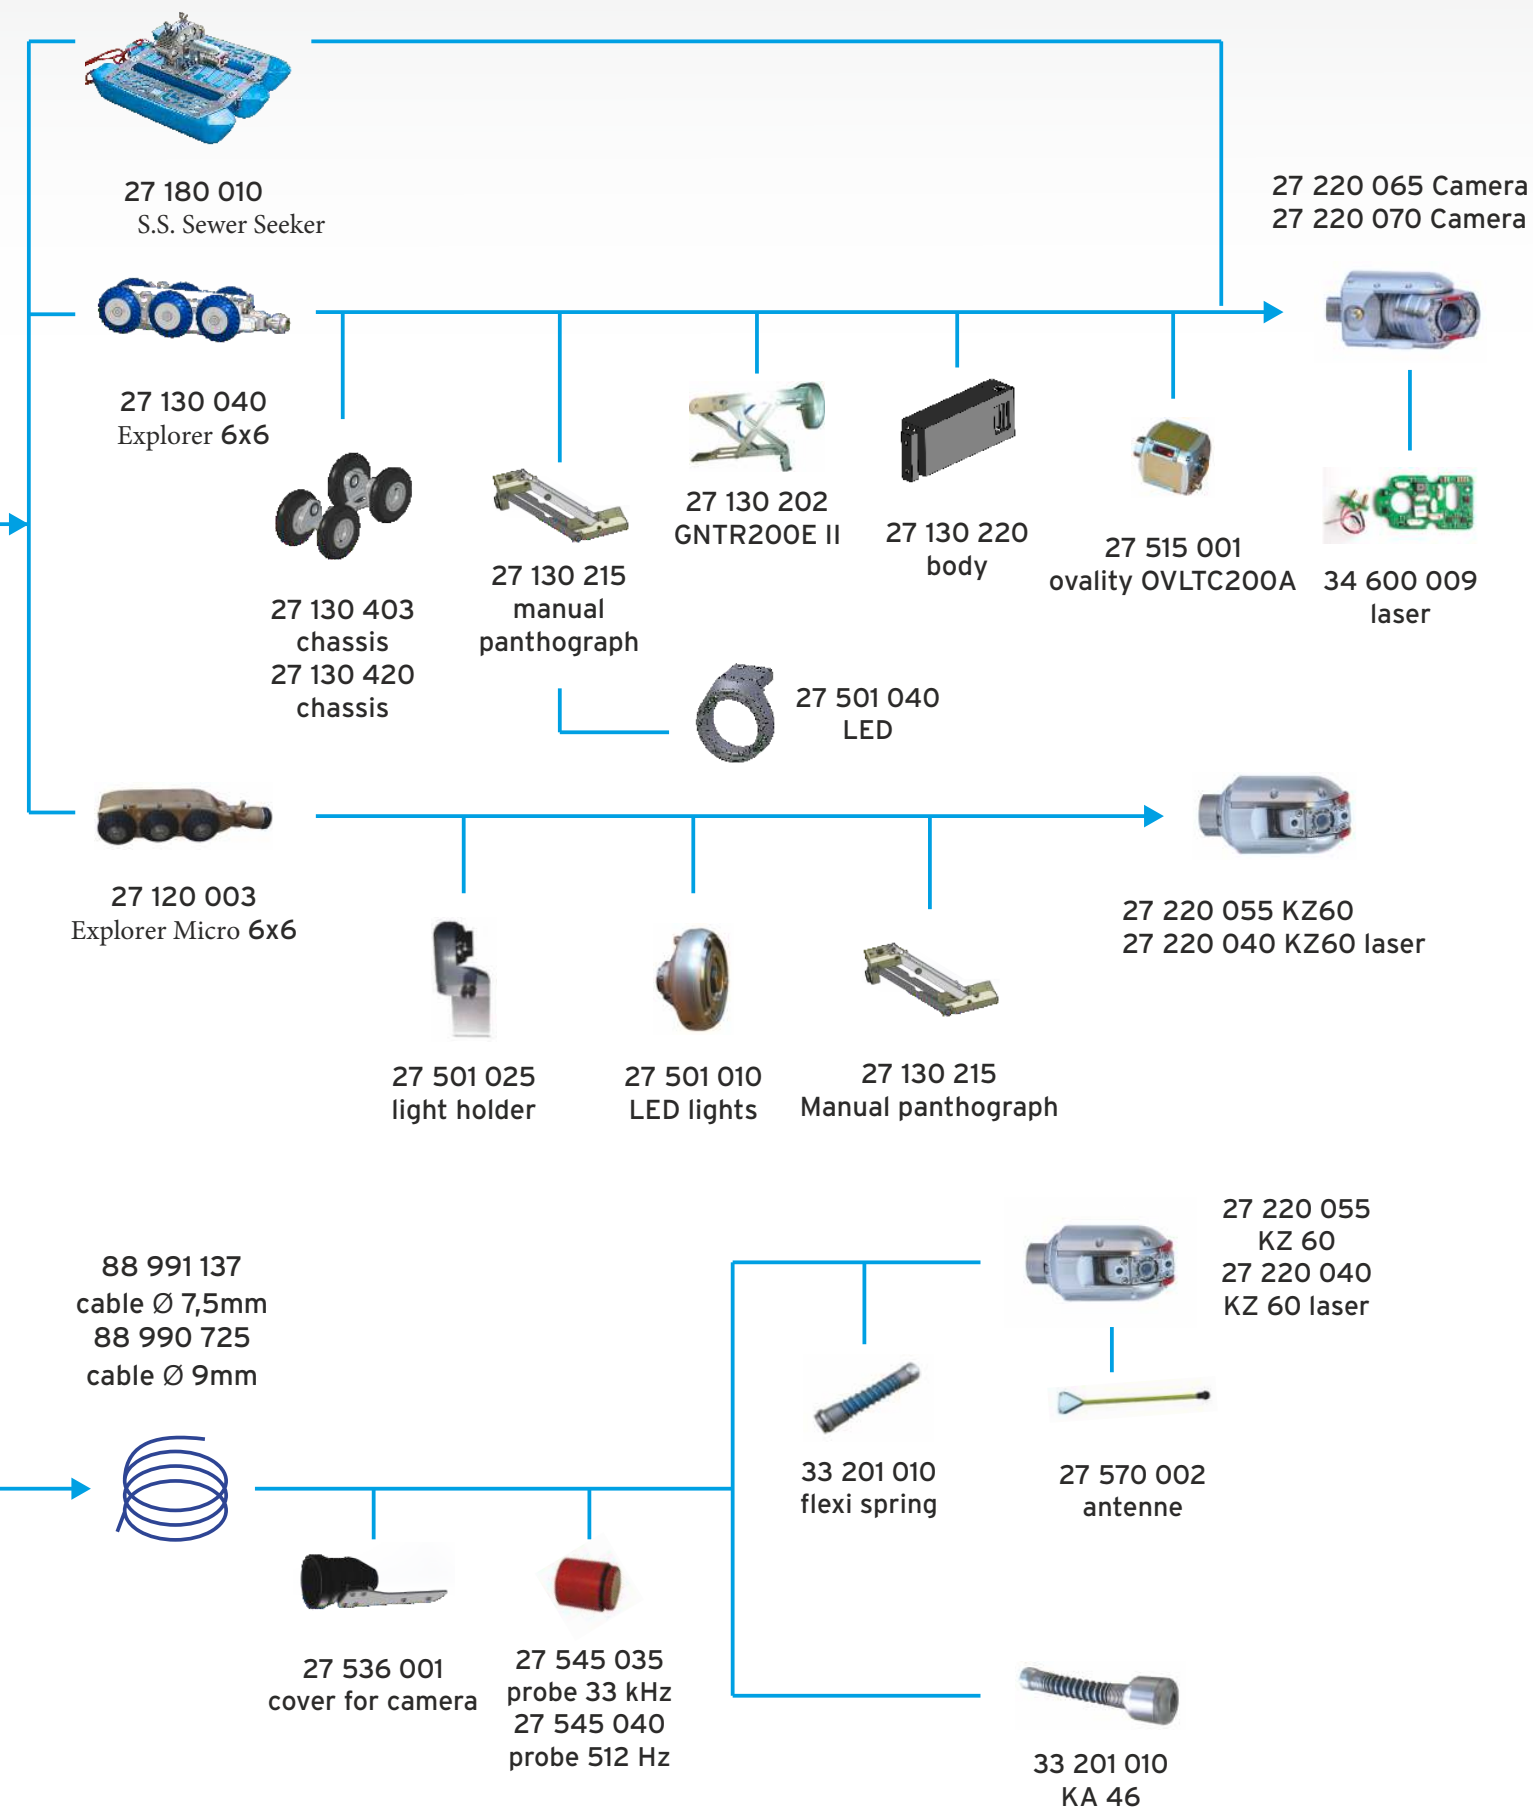 27 180 010
S.S. Sewer Seeker
27 220 065 Camera
27 220 070 Camera
27 130 040
Explorer 6x6
27 130 403
chassis
27 130 420
chassis
27 130 215
manual
panthograph
27 130 202
GNTR200E II
27 130 220
body
27 515 001
ovality OVLTC200A
34 600 009
laser
27 501 040
LED
27 120 003
Explorer Micro 6x6
27 220 055 KZ60
27 220 040 KZ60 laser
27 501 025
light holder
27 501 010
LED lights
27 130 215
Manual panthograph
88 991 137
cable Ø 7,5mm
88 990 725
cable Ø 9mm
27 220 055
KZ 60
27 220 040
KZ 60 laser
33 201 010
flexi spring
27 570 002
antenne
27 536 001
cover for camera
27 545 035
probe 33 kHz
27 545 040
probe 512 Hz
33 201 010
KA 46